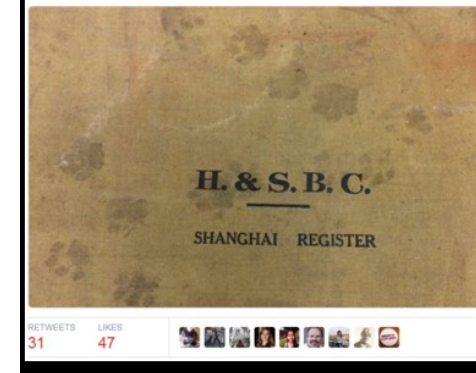 H. & S. B. C.
SHANGHAI REGISTER
RETWEETS LIKES
31 47